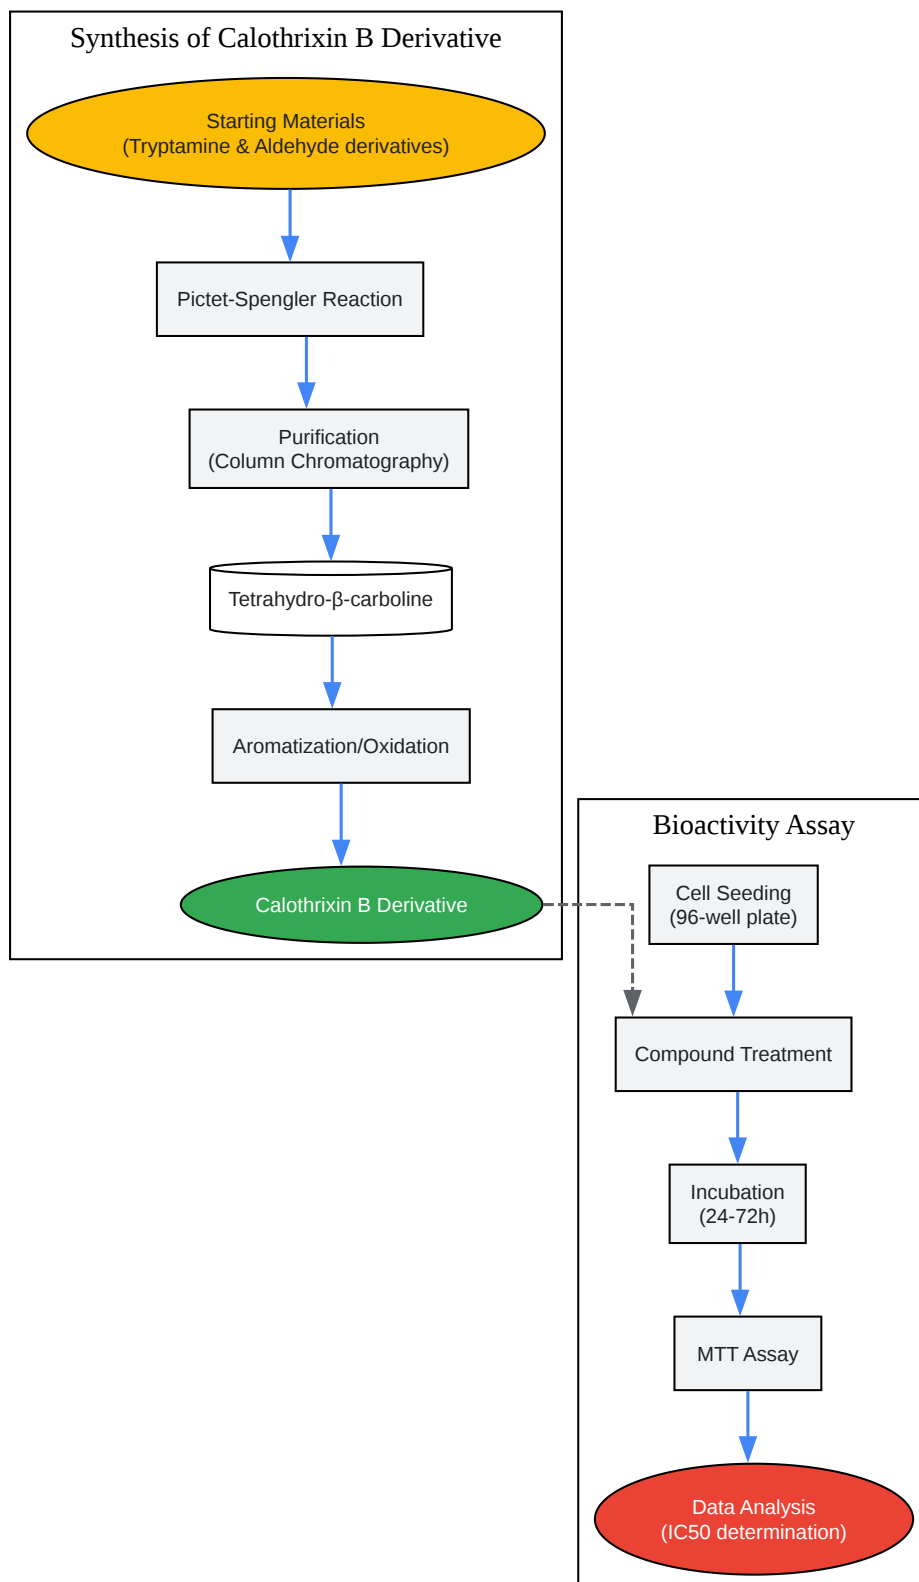 Synthesis of Calothrixin B Derivative
Starting Materials
(Tryptamine & Aldehyde derivatives)
Pictet-Spengler Reaction
Purification
(Column Chromatography)
Tetrahydro-β-carboline
Aromatization/Oxidation
Calothrixin B Derivative
Bioactivity Assay
Cell Seeding
(96-well plate)
Compound Treatment
Incubation
(24-72h)
MTT Assay
Data Analysis
(IC50 determination)